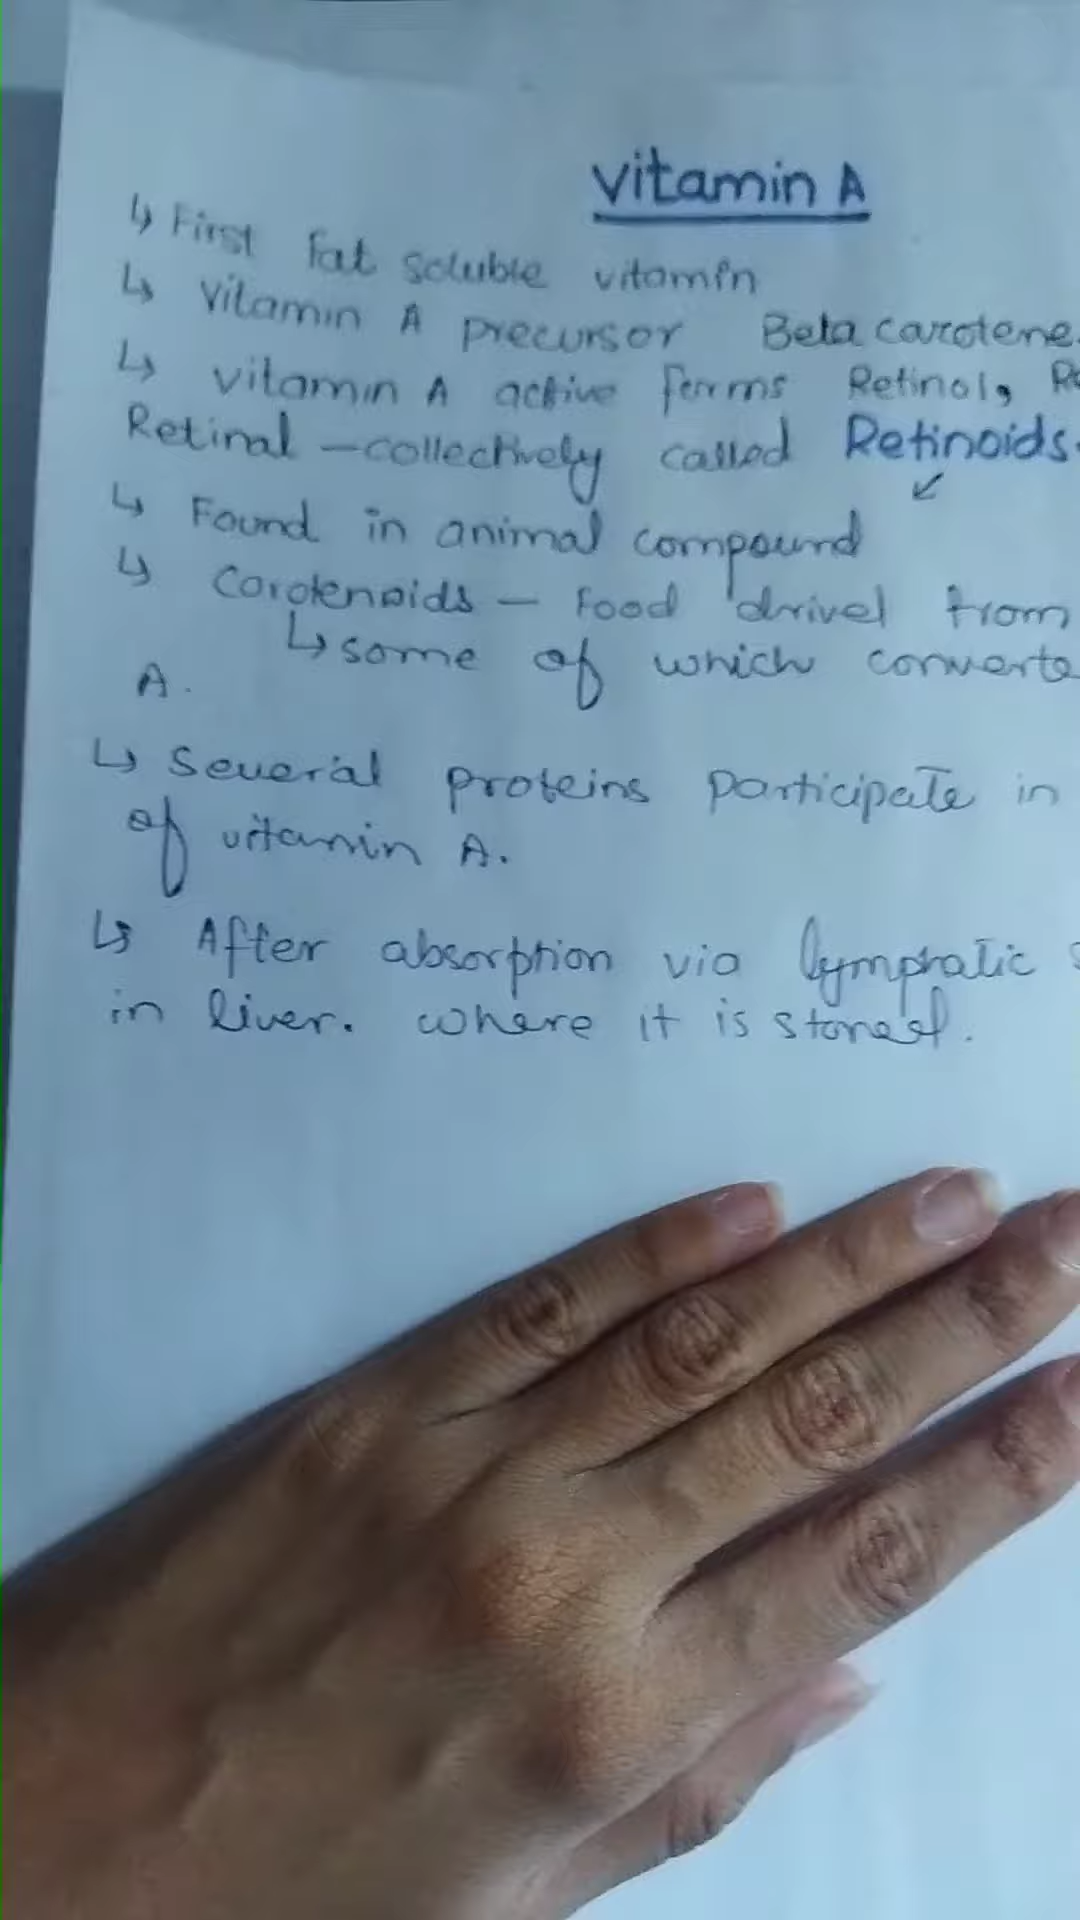 Vitamin A
↳ First Fat soluble vitamin
↳ Vitamin A precursor Beta carotene.
↳ vitamin A active forms Retinol, Re
Retinal – collectively called Retinoids.
↙
↳ Found in animal compound
↳ Carotenoids – Food drivel from
↳ some of which converte
A.
↳ Several proteins participate in
of vitamin A.
↳ After absorption via lymphatic s
in liver. where it is stored.